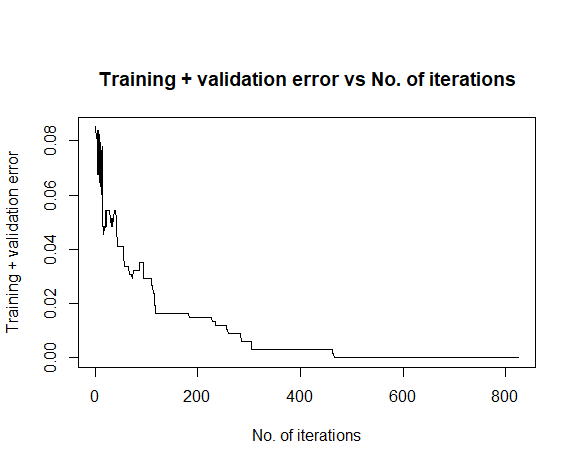 Training + validation error vs No. of iterations
Training + validation error
0.08
0.06
0.04
0.02
0.00
0 200 400 600 800
No. of iterations